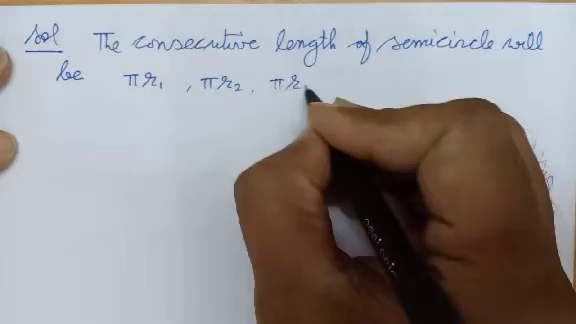 Sol The consecutive length of semicircle will
be πr₁ , πr₂ , πr